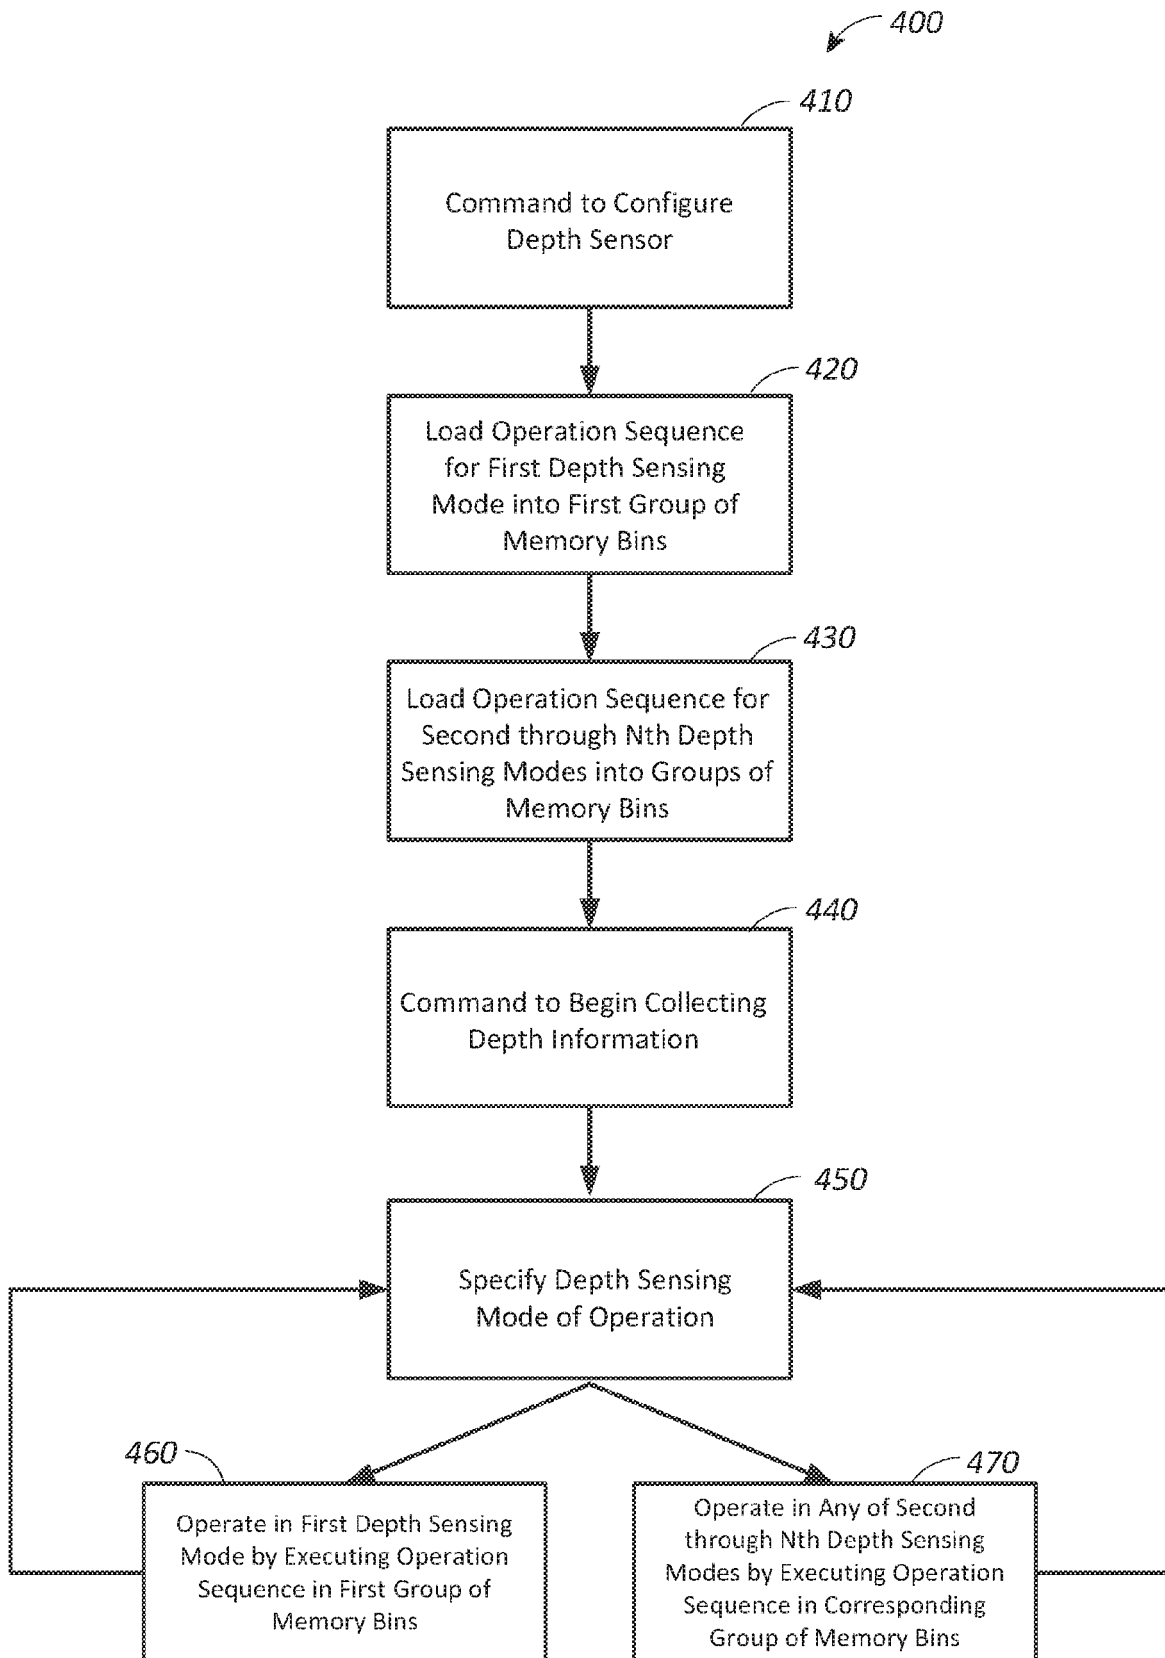 400
410
Command to Configure
Depth Sensor
420
Load Operation Sequence
for First Depth Sensing
Mode into First Group of
Memory Bins
430
Load Operation Sequence for
Second through Nth Depth
Sensing Modes into Groups of
Memory Bins
440
Command to Begin Collecting
Depth Information
450
Specify Depth Sensing
Mode of Operation
460
Operate in First Depth Sensing
Mode by Executing Operation
Sequence in First Group of
Memory Bins
470
Operate in Any of Second
through Nth Depth Sensing
Modes by Executing Operation
Sequence in Corresponding
Group of Memory Bins